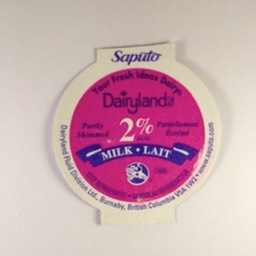 Saputo
Your Fresh Ideas Dairy
Dairyland
Partly
Skimmed
2%
Partiellement
Écrémé
MILK • LAIT
Dairyland Fluid Division Ltd., Burnaby, British Columbia V5A 1W2 • www.saputo.com